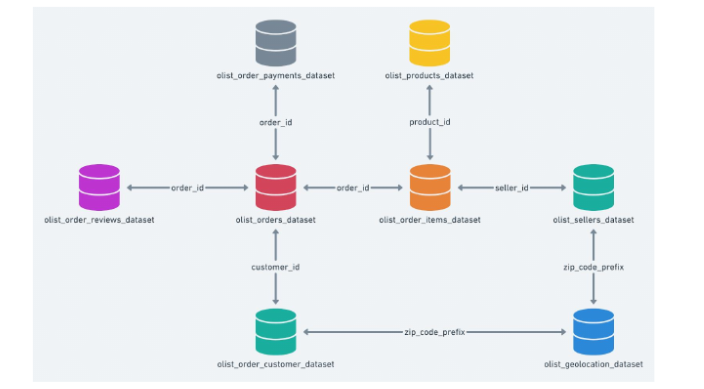 olist_order_payments_dataset
olist_products_dataset
order_id
product_id
order_id
order_id
seller_id
olist_order_reviews_dataset
olist_orders_dataset
olist_order_items_dataset
olist_sellers_dataset
customer_id
zip_code_prefix
zip_code_prefix
olist_order_customer_dataset
olist_geolocation_dataset